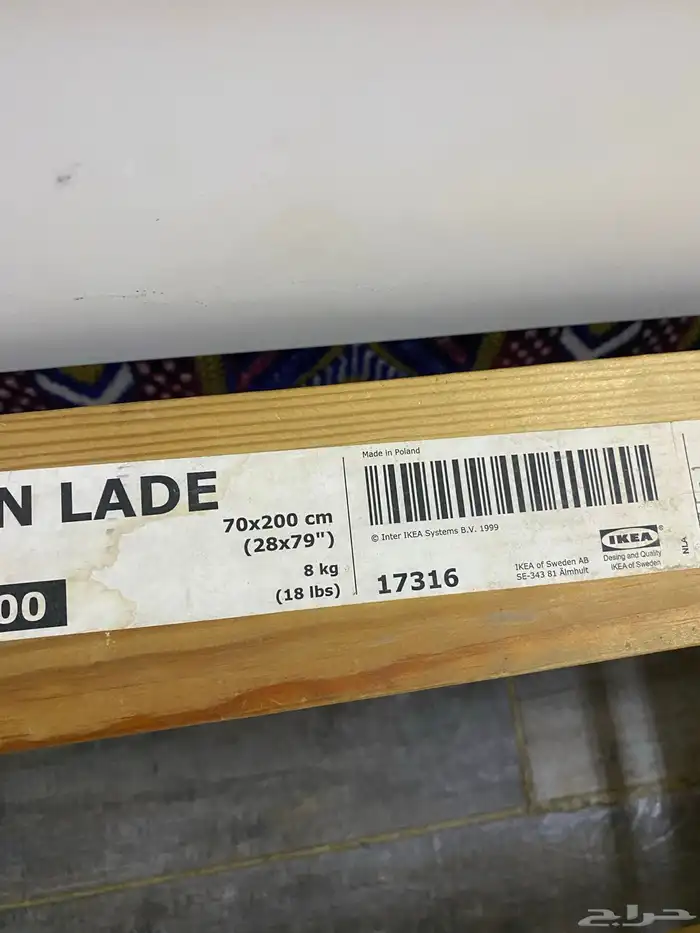 N LADE
70x200 cm
(28x79")
8 kg
(18 lbs)
00
Made in Poland
© Inter IKEA Systems B.V. 1999
17316
IKEA of Sweden AB
SE-343 81 Älmhult
IKEA®
Design and Quality
IKEA of Sweden
NLA
حراج